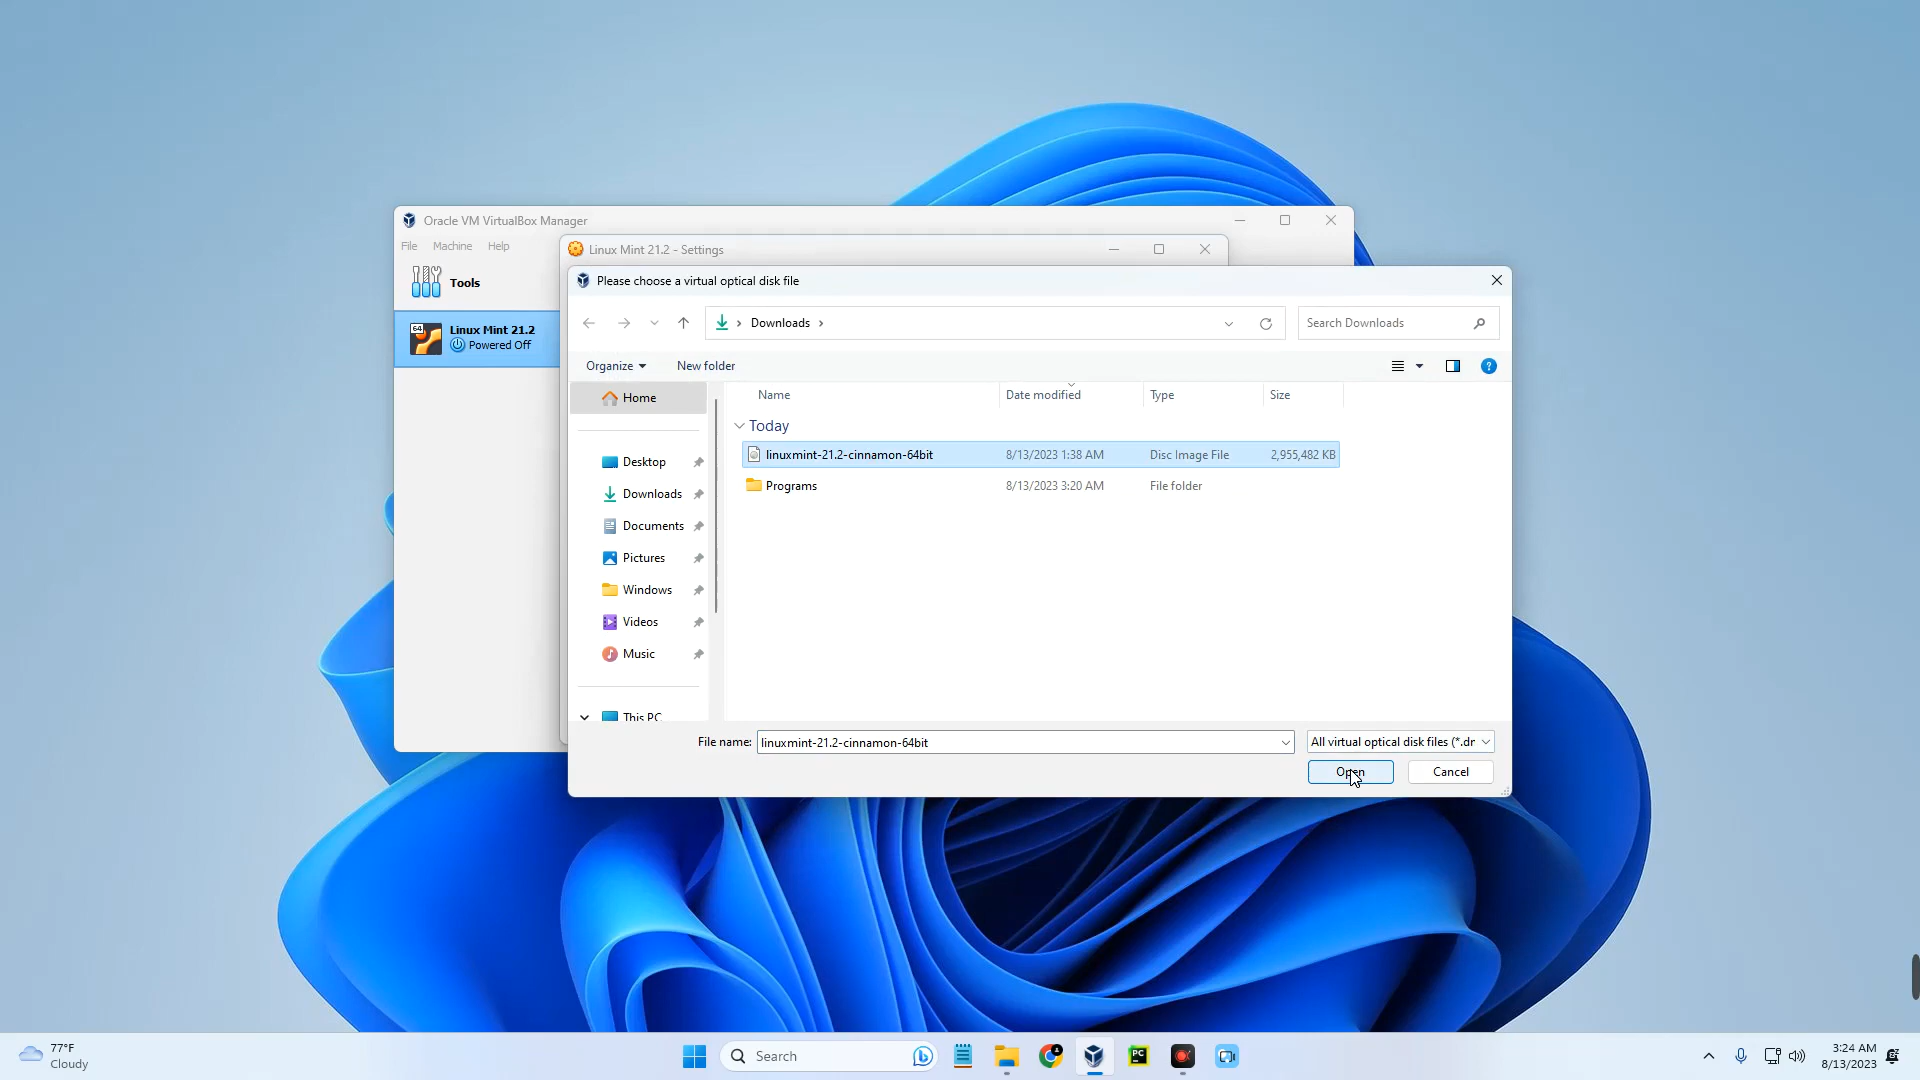 Oracle VM VirtualBox Manager
File Machine Help
Linux Mint 21.2 - Settings
Tools
64
Linux Mint 21.2
Powered Off
Please choose a virtual optical disk file
Downloads
Search Downloads
Organize
New folder
?
Home
Desktop
Downloads
Documents
Pictures
Windows
Videos
Music
This PC
Name Date modified Type Size
Today
linuxmint-21.2-cinnamon-64bit 8/13/2023 1:38 AM Disc Image File 2,955,482 KB
Programs 8/13/2023 3:20 AM File folder
File name: linuxmint-21.2-cinnamon-64bit
All virtual optical disk files (*.dr
Open
Cancel
77°F
Cloudy
Search
PC
3:24 AM
8/13/2023